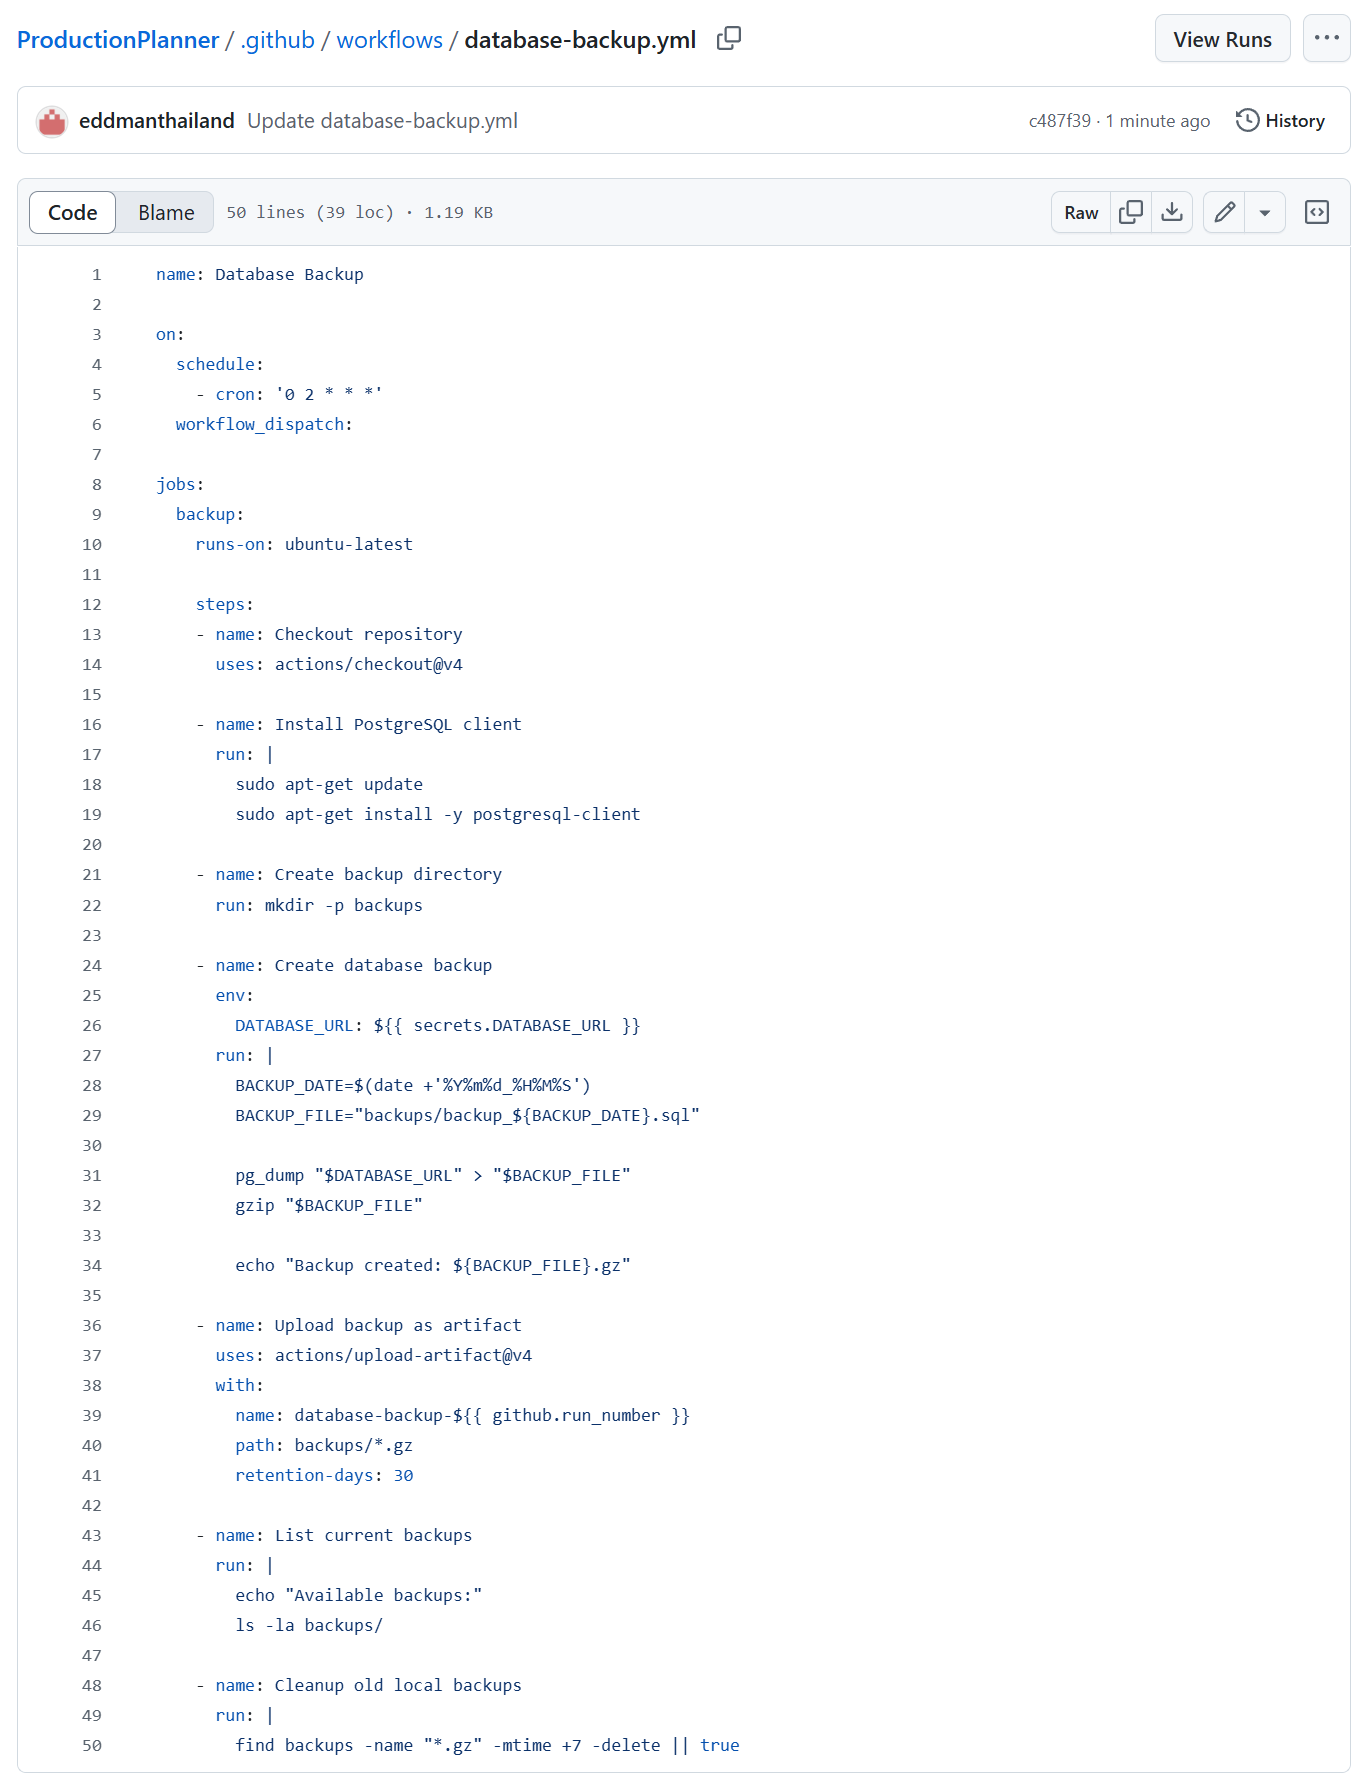 ProductionPlanner / .github / workflows / database-backup.yml
View Runs
eddmanthailand Update database-backup.yml
c487f39 · 1 minute ago
History
Code
Blame
50 lines (39 loc) · 1.19 KB
Raw
1 name: Database Backup
2
3 on:
4   schedule:
5     - cron: '0 2 * * *'
6   workflow_dispatch:
7
8 jobs:
9   backup:
10     runs-on: ubuntu-latest
11
12     steps:
13     - name: Checkout repository
14       uses: actions/checkout@v4
15
16     - name: Install PostgreSQL client
17       run: |
18         sudo apt-get update
19         sudo apt-get install -y postgresql-client
20
21     - name: Create backup directory
22       run: mkdir -p backups
23
24     - name: Create database backup
25       env:
26         DATABASE_URL: ${{ secrets.DATABASE_URL }}
27       run: |
28         BACKUP_DATE=$(date +'%Y%m%d_%H%M%S')
29         BACKUP_FILE="backups/backup_${BACKUP_DATE}.sql"
30
31         pg_dump "$DATABASE_URL" > "$BACKUP_FILE"
32         gzip "$BACKUP_FILE"
33
34         echo "Backup created: ${BACKUP_FILE}.gz"
35
36     - name: Upload backup as artifact
37       uses: actions/upload-artifact@v4
38       with:
39         name: database-backup-${{ github.run_number }}
40         path: backups/*.gz
41         retention-days: 30
42
43     - name: List current backups
44       run: |
45         echo "Available backups:"
46         ls -la backups/
47
48     - name: Cleanup old local backups
49       run: |
50         find backups -name "*.gz" -mtime +7 -delete || true